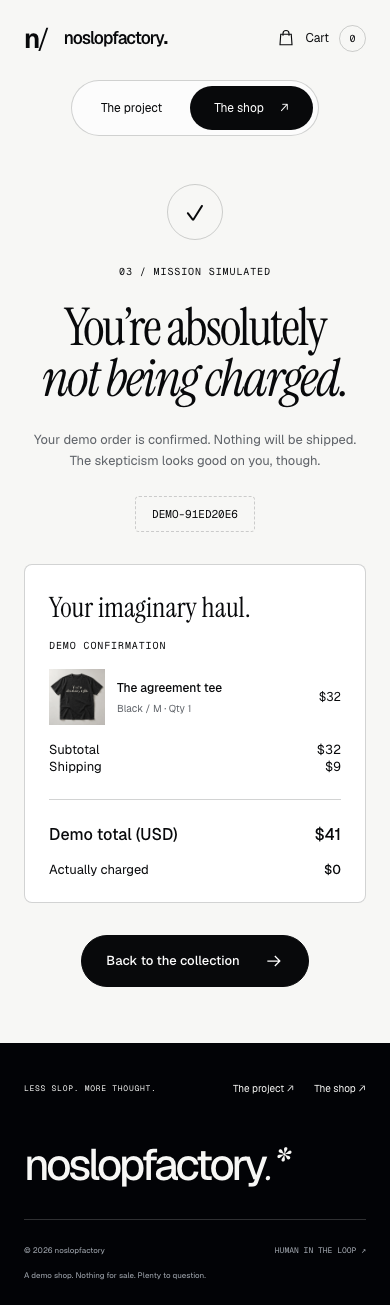 n/ noslopfactory. Cart 0
The project The shop ↗
03 / MISSION SIMULATED
You’re absolutely
not being charged.
Your demo order is confirmed. Nothing will be shipped.
The skepticism looks good on you, though.
DEMO-91ED20E6
Your imaginary haul.
DEMO CONFIRMATION
The agreement tee
Black / M · Qty 1
$32
Subtotal $32
Shipping $9
Demo total (USD) $41
Actually charged $0
Back to the collection →
LESS SLOP. MORE THOUGHT. The project ↗ The shop ↗
noslopfactory.*
© 2026 noslopfactory HUMAN IN THE LOOP ↗
A demo shop. Nothing for sale. Plenty to question.